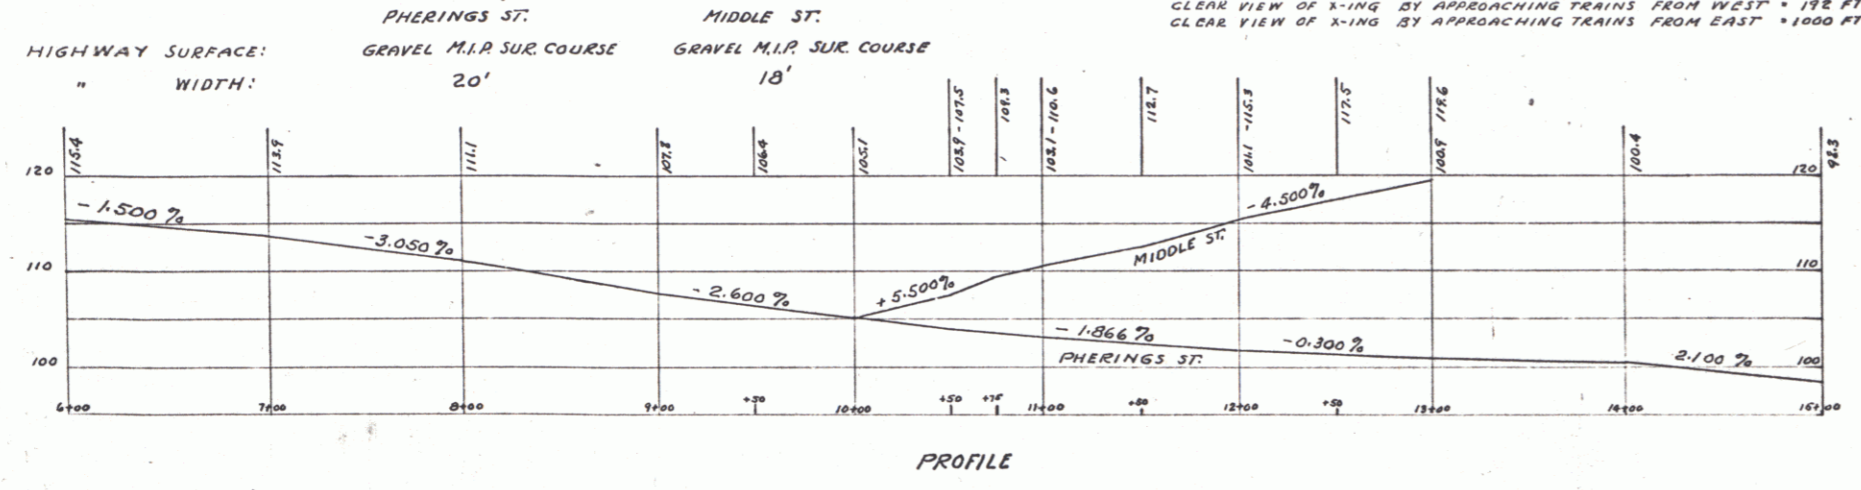 CLEAR VIEW OF X-ING BY APPROACHING TRAINS FROM WEST = 192 FT
CLEAR VIEW OF X-ING BY APPROACHING TRAINS FROM EAST = 1000 FT
PHERINGS ST. MIDDLE ST.
HIGHWAY SURFACE: GRAVEL M.I.P. SUR. COURSE GRAVEL M.I.P. SUR. COURSE
" WIDTH: 20' 18'
115.4 113.9 111.1 107.8 106.4 105.1 103.9 - 107.5 109.3 103.1 - 110.6 112.7 101.1 - 115.3 117.5 100.9 119.6 100.4 98.3
120 120
- 1.500 % - 4.500%
- 3.050 % MIDDLE ST.
110 110
- 2.600 % + 5.500%
- 1.866 % - 0.300 %
100 PHERINGS ST. 2.100 % 100
6+00 7+00 8+00 9+00 +50 10+00 +50 +75 11+00 +50 12+00 +50 13+00 14+00 15+00
PROFILE